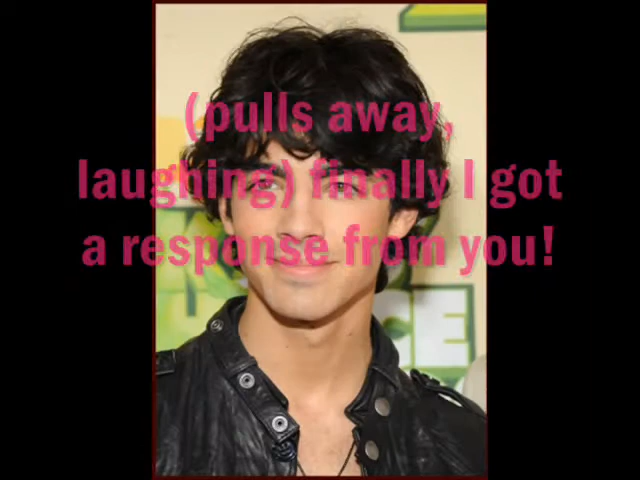 (pulls away,
laughing) finally I got
a response from you!